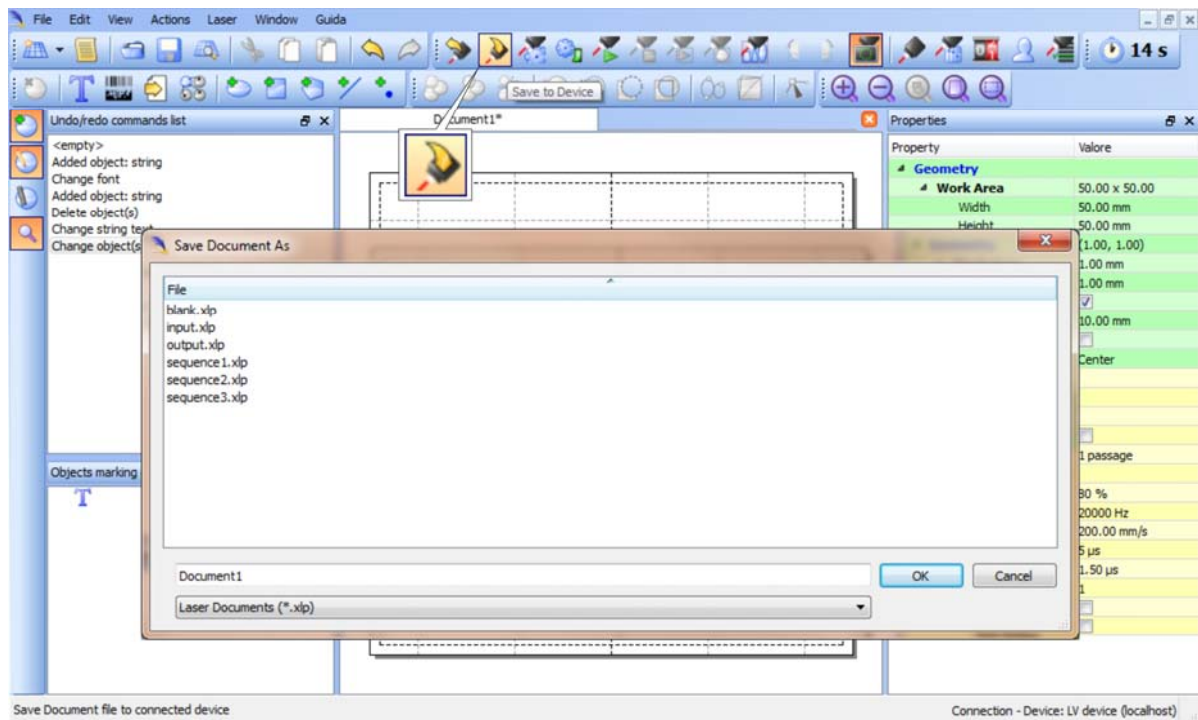 File Edit View Actions Laser Window Guida
14 s
T
Save to Device
Undo/redo commands list
Document1*
Properties
<empty>
Added object: string
Change font
Added object: string
Delete object(s)
Change string text
Change object(s
Property Valore
Geometry
Work Area 50.00 x 50.00
Width 50.00 mm
Height 50.00 mm
(1.00, 1.00)
1.00 mm
1.00 mm
10.00 mm
Center
1 passage
80 %
20000 Hz
200.00 mm/s
5 µs
1.50 µs
1
Objects marking
T
Save Document As
File
blank.xlp
input.xlp
output.xlp
sequence1.xlp
sequence2.xlp
sequence3.xlp
Document1
OK Cancel
Laser Documents (*.xlp)
Save Document file to connected device
Connection - Device: LV device (localhost)